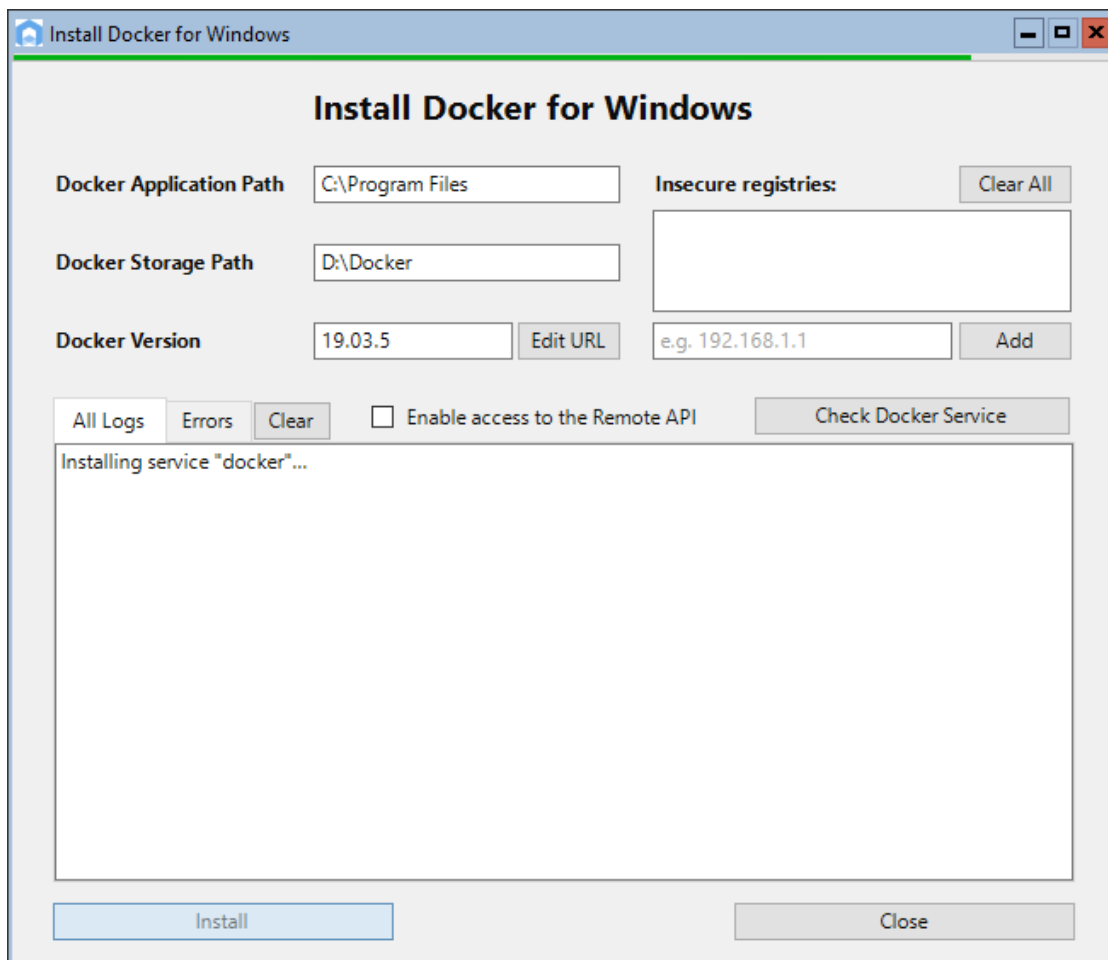 Install Docker for Windows
Install Docker for Windows
Docker Application Path C:\Program Files Insecure registries: Clear All
Docker Storage Path D:\Docker
Docker Version 19.03.5 Edit URL e.g. 192.168.1.1 Add
All Logs Errors Clear Enable access to the Remote API Check Docker Service
Installing service "docker"...
Install Close